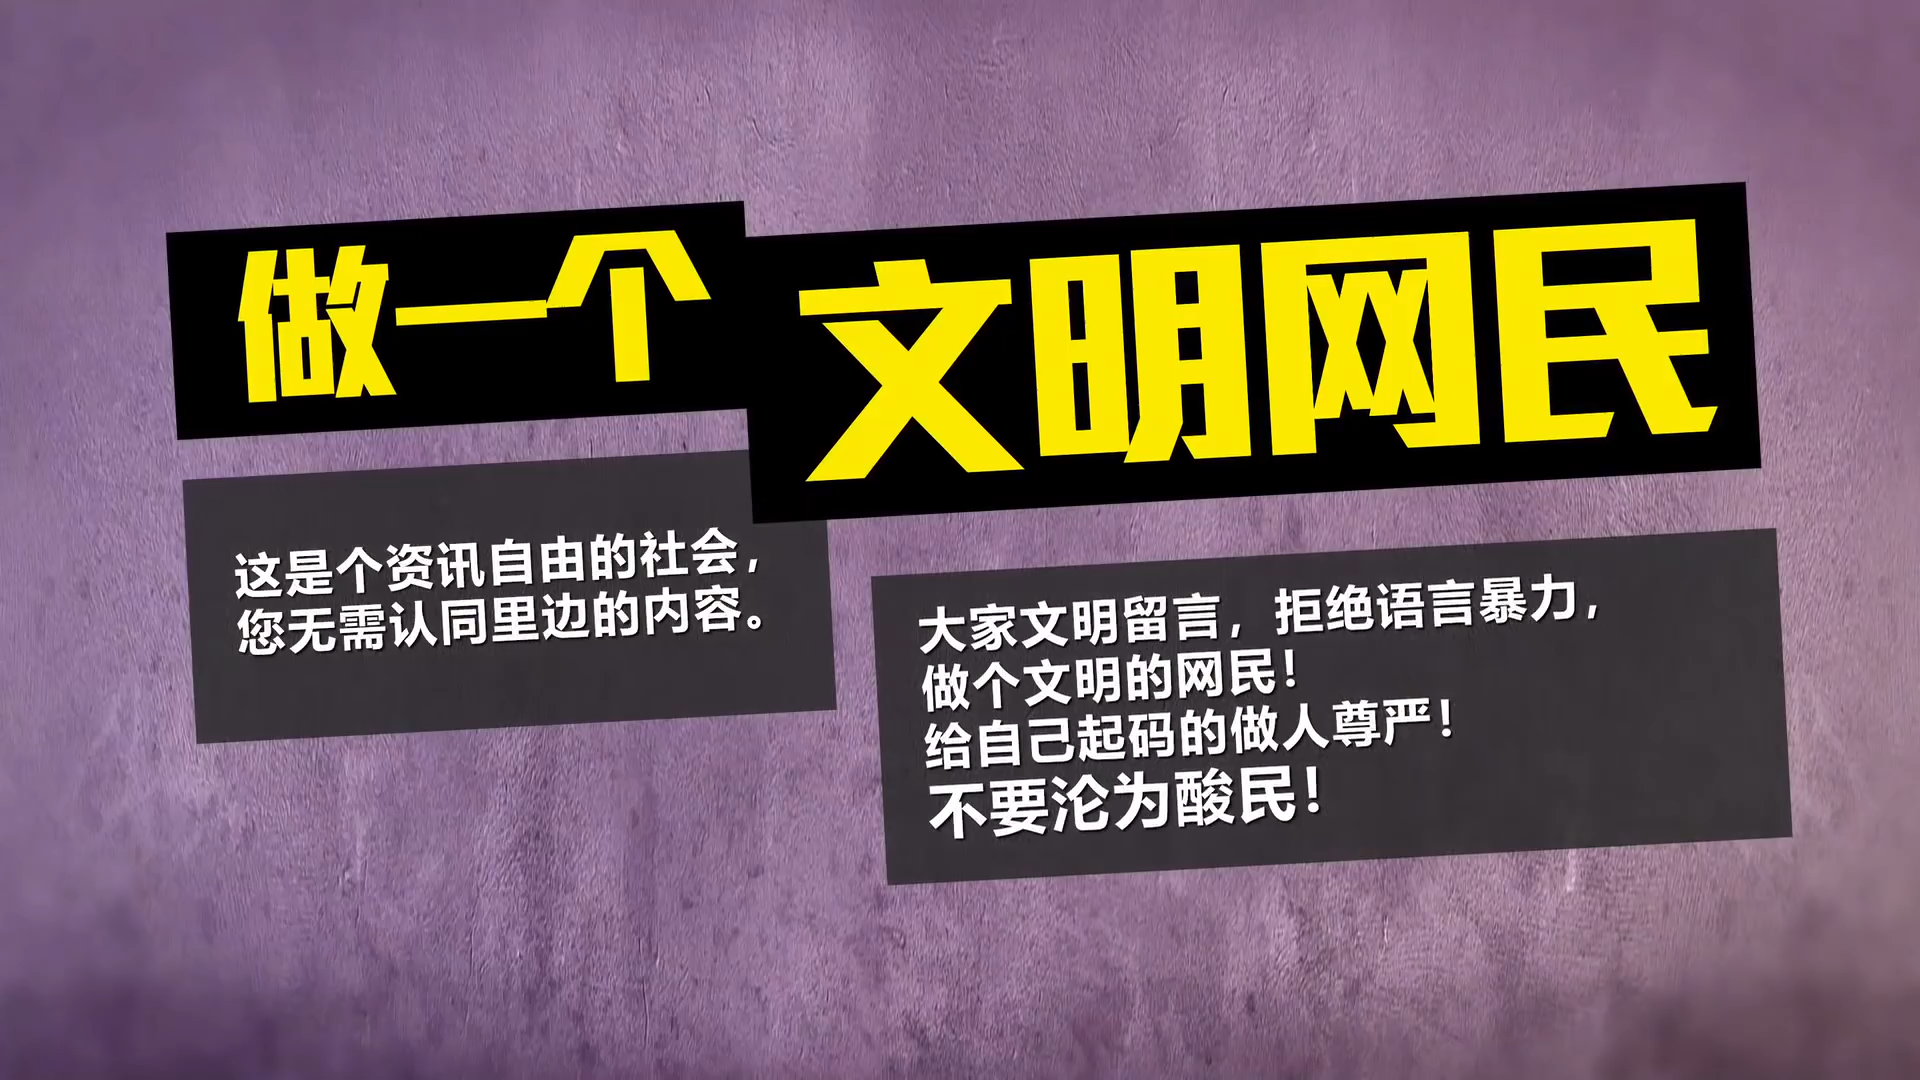 做一个
文明网民
这是个资讯自由的社会，
您无需认同里边的内容。
大家文明留言，拒绝语言暴力，
做个文明的网民！
给自己起码的做人尊严！
不要沦为酸民！